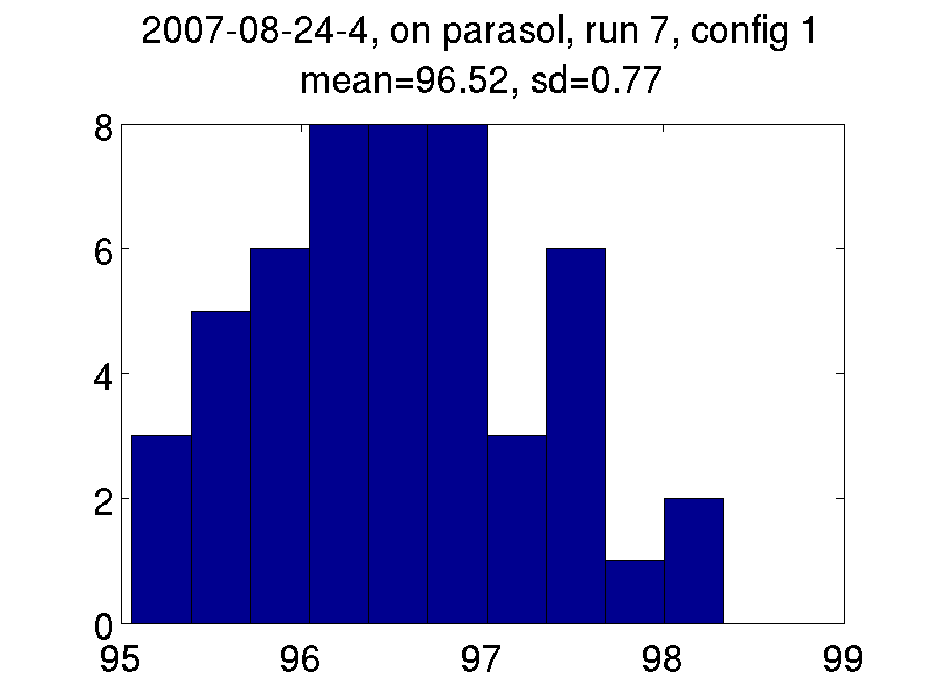 2007-08-24-4, on parasol, run 7, config 1
mean=96.52, sd=0.77
8
6
4
2
0
95 96 97 98 99